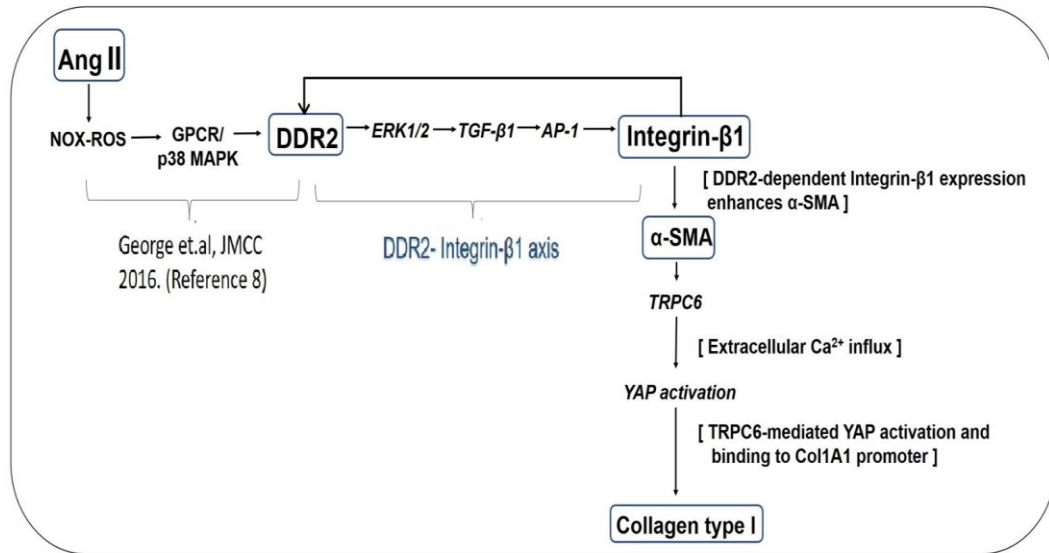 Ang II
NOX-ROS
GPCR/
p38 MAPK
DDR2
ERK1/2
TGF-β1
AP-1
Integrin-β1
[ DDR2-dependent Integrin-β1 expression
enhances α-SMA ]
George et.al, JMCC
2016. (Reference 8)
DDR2- Integrin-β1 axis
α-SMA
TRPC6
[ Extracellular Ca²⁺ influx ]
YAP activation
[ TRPC6-mediated YAP activation and
binding to Col1A1 promoter ]
Collagen type I